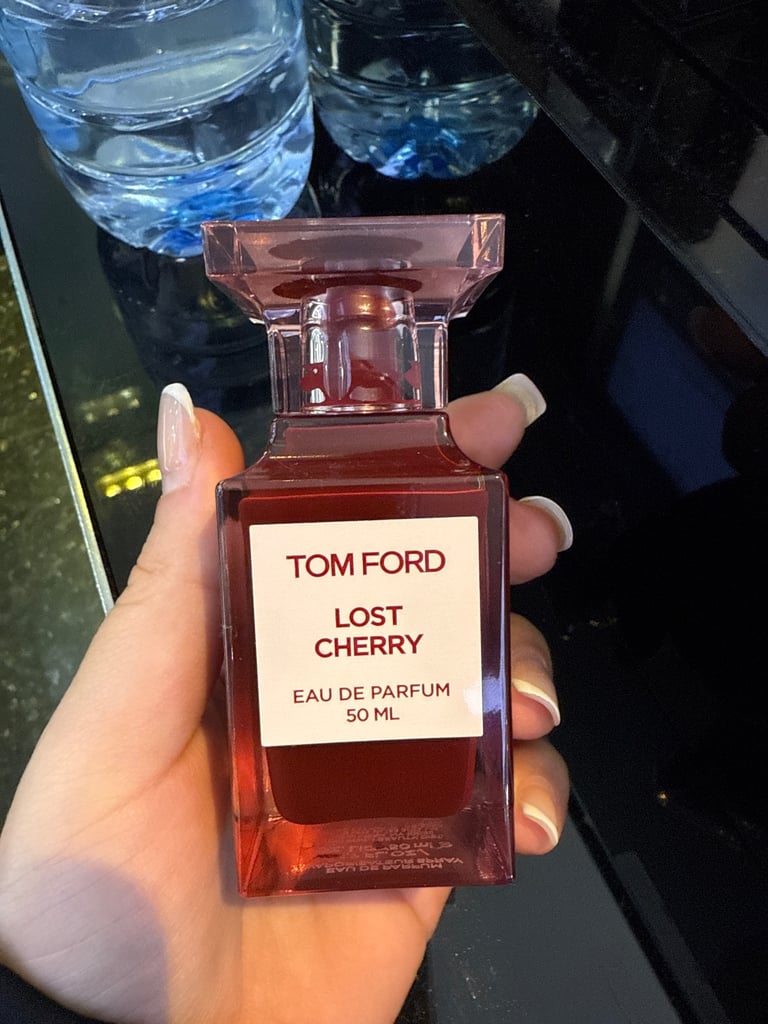 TOM FORD
LOST
CHERRY
EAU DE PARFUM
50 ML